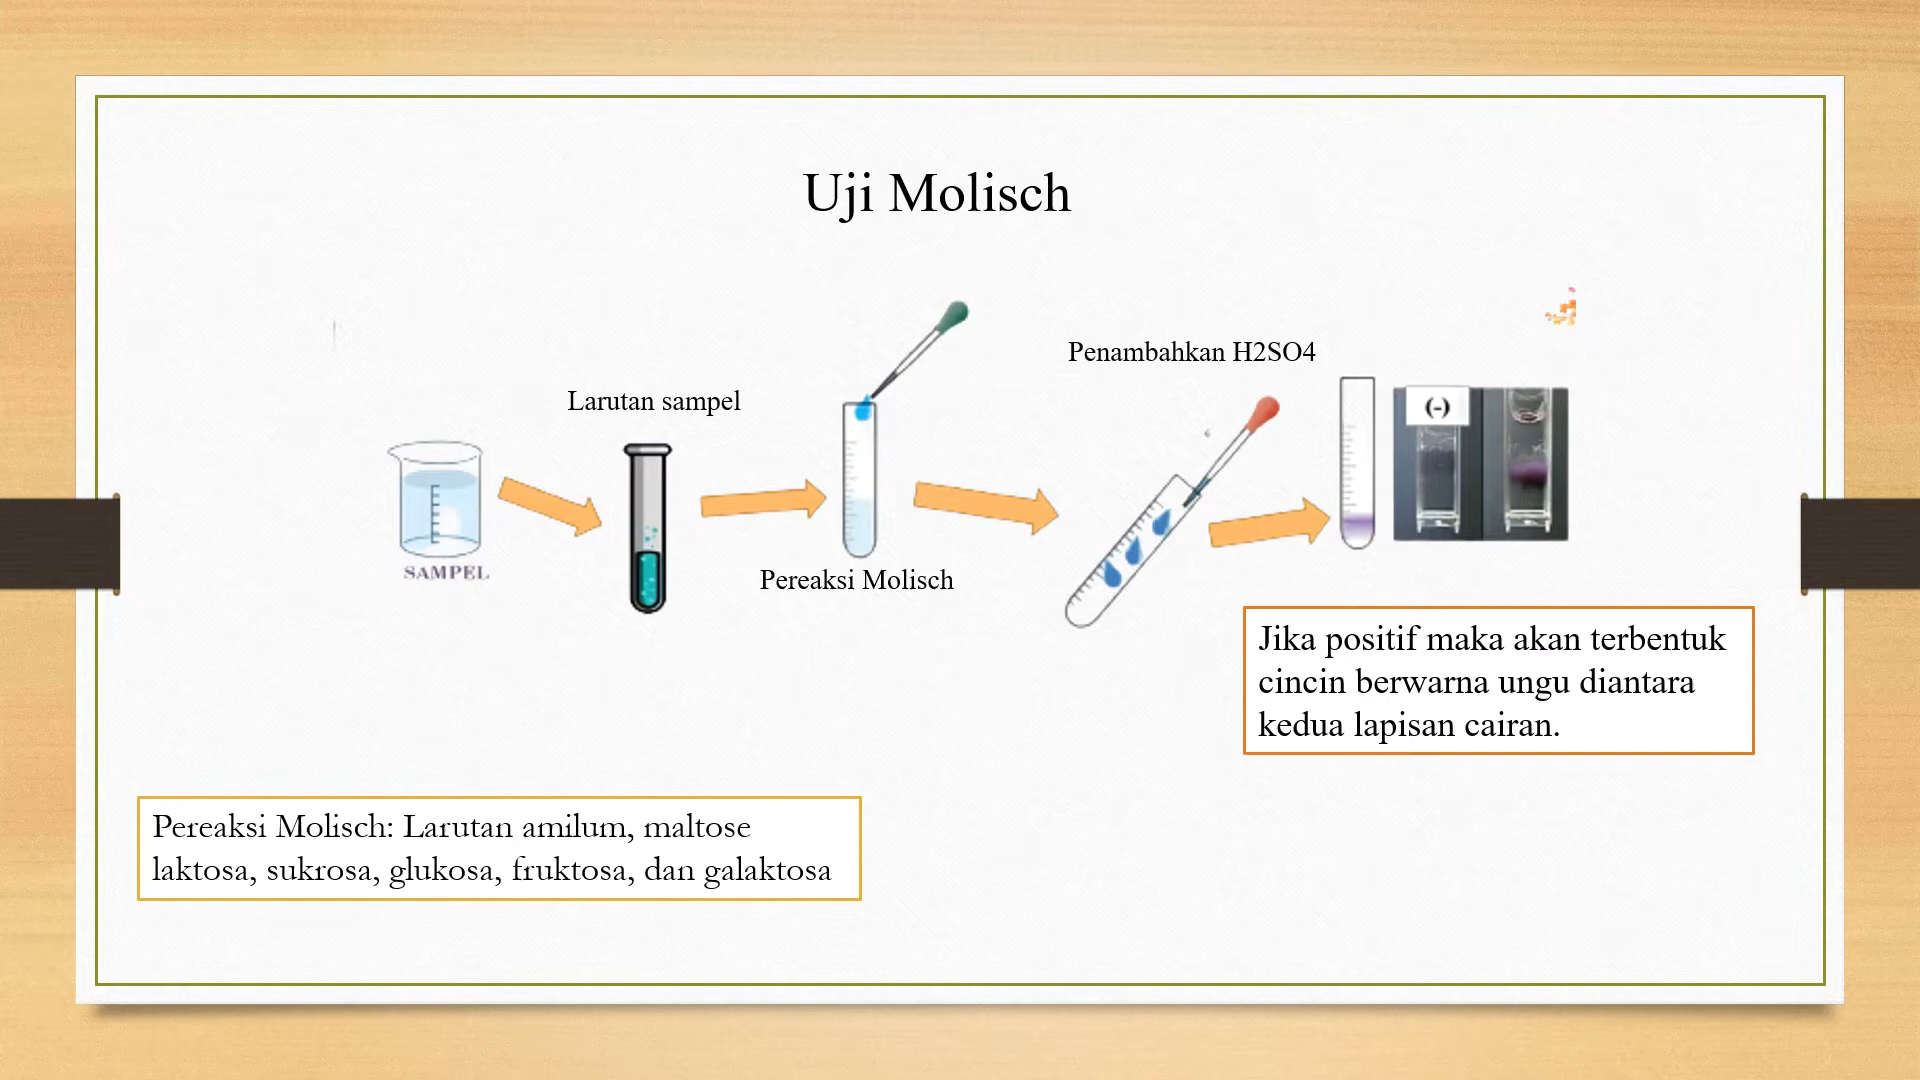 Uji Molisch
Penambahkan H2SO4
Larutan sampel
(-)
SAMPEL
Pereaksi Molisch
Jika positif maka akan terbentuk
cincin berwarna ungu diantara
kedua lapisan cairan.
Pereaksi Molisch: Larutan amilum, maltose
laktosa, sukrosa, glukosa, fruktosa, dan galaktosa